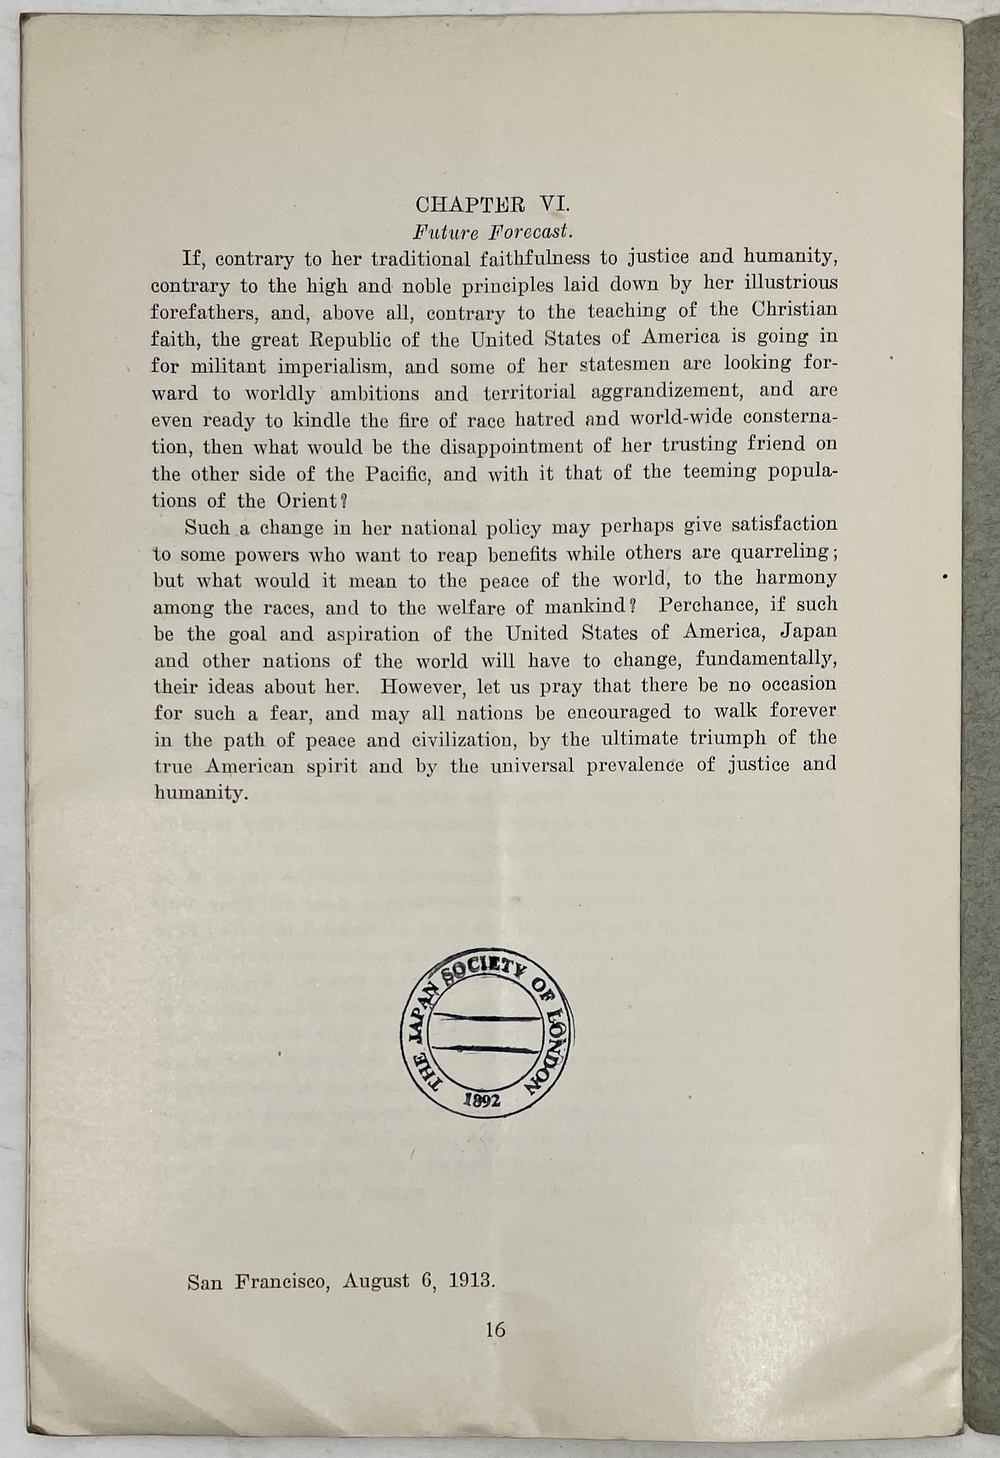 CHAPTER VI.
Future Forecast.
If, contrary to her traditional faithfulness to justice and humanity,
contrary to the high and noble principles laid down by her illustrious
forefathers, and, above all, contrary to the teaching of the Christian
faith, the great Republic of the United States of America is going in
for militant imperialism, and some of her statesmen are looking for-
ward to worldly ambitions and territorial aggrandizement, and are
even ready to kindle the fire of race hatred and world-wide consterna-
tion, then what would be the disappointment of her trusting friend on
the other side of the Pacific, and with it that of the teeming popula-
tions of the Orient?
Such a change in her national policy may perhaps give satisfaction
to some powers who want to reap benefits while others are quarreling;
but what would it mean to the peace of the world, to the harmony
among the races, and to the welfare of mankind? Perchance, if such
be the goal and aspiration of the United States of America, Japan
and other nations of the world will have to change, fundamentally,
their ideas about her. However, let us pray that there be no occasion
for such a fear, and may all nations be encouraged to walk forever
in the path of peace and civilization, by the ultimate triumph of the
true American spirit and by the universal prevalence of justice and
humanity.
THE JAPAN SOCIETY OF LONDON
1892
San Francisco, August 6, 1913.
16